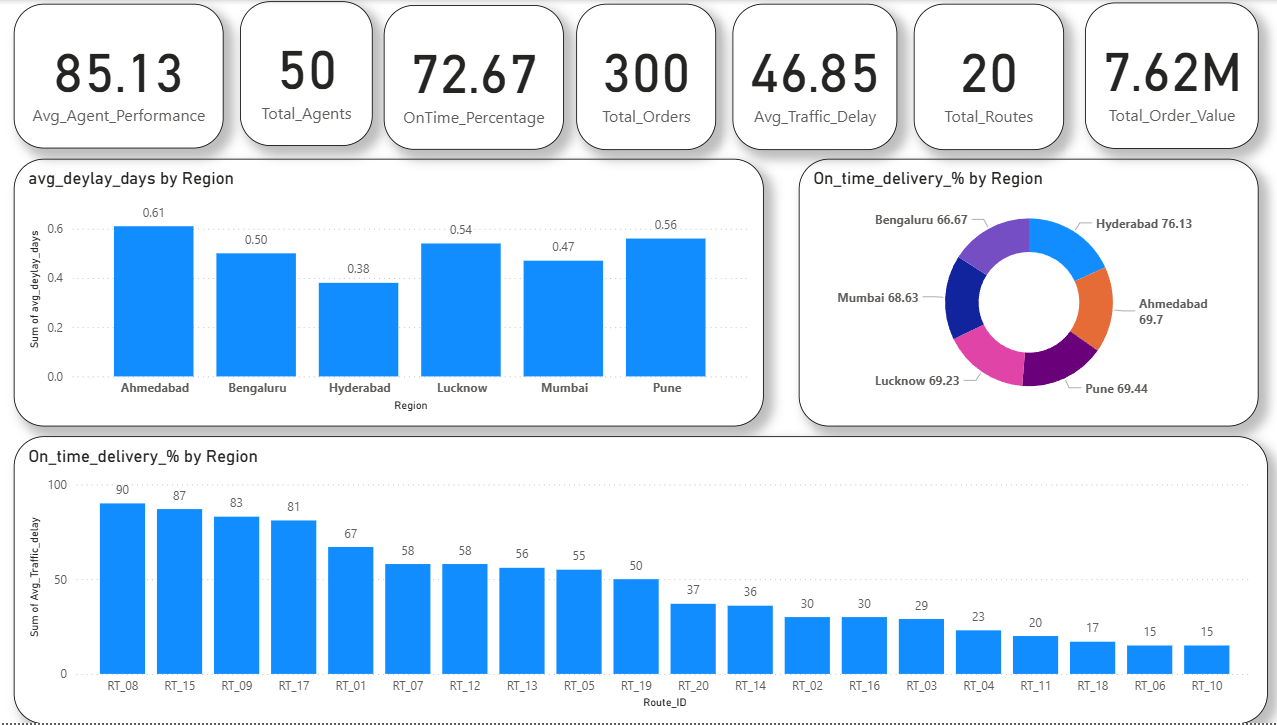 85.13
Avg_Agent_Performance
50
Total_Agents
72.67
OnTime_Percentage
300
Total_Orders
46.85
Avg_Traffic_Delay
20
Total_Routes
7.62M
Total_Order_Value
avg_deylay_days by Region
Sum of avg_deylay_days
0.6
0.4
0.2
0.0
0.61
0.50
0.38
0.54
0.47
0.56
Ahmedabad
Bengaluru
Hyderabad
Lucknow
Mumbai
Pune
Region
On_time_delivery_% by Region
Bengaluru 66.67
Hyderabad 76.13
Mumbai 68.63
Ahmedabad
69.7
Lucknow 69.23
Pune 69.44
On_time_delivery_% by Region
Sum of Avg_Traffic_delay
100
50
0
90
87
83
81
67
58
58
56
55
50
37
36
30
30
29
23
20
17
15
15
RT_08
RT_15
RT_09
RT_17
RT_01
RT_07
RT_12
RT_13
RT_05
RT_19
RT_20
RT_14
RT_02
RT_16
RT_03
RT_04
RT_11
RT_18
RT_06
RT_10
Route_ID